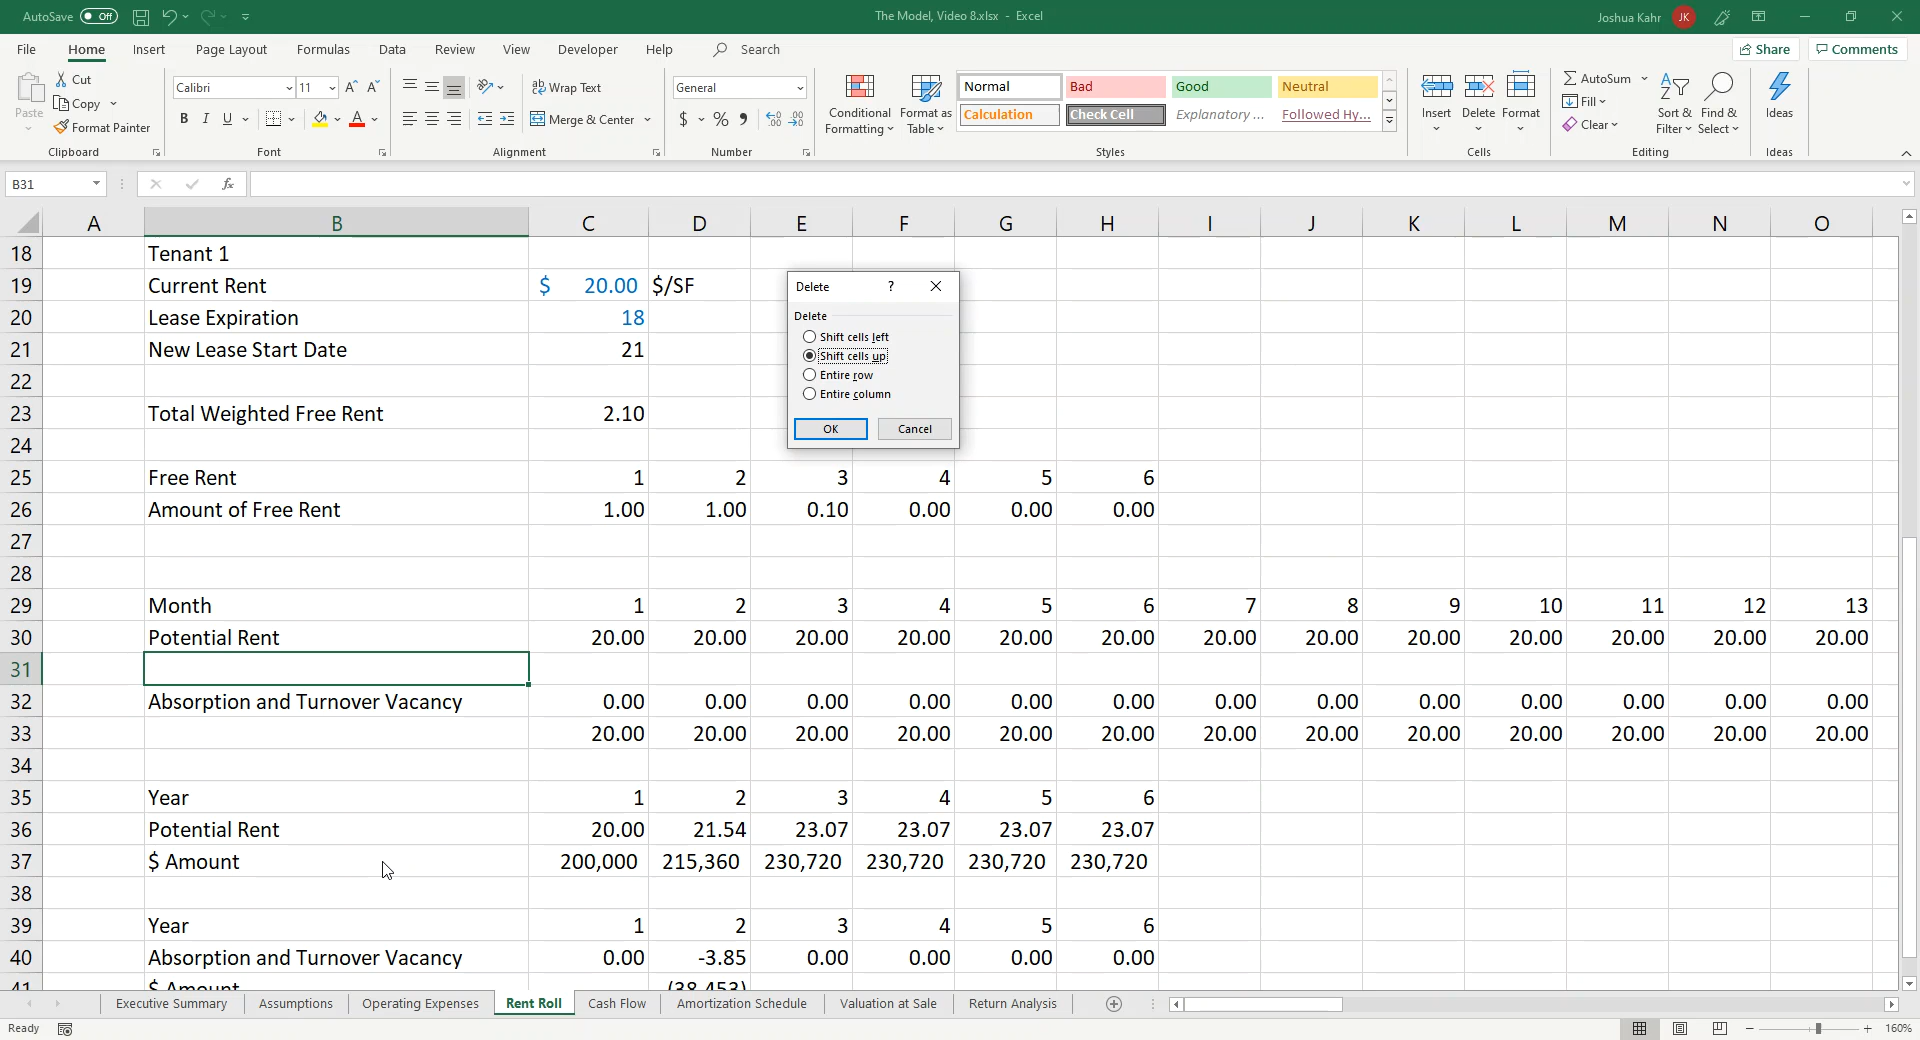 AutoSave Off
The Model, Video 8.xlsx - Excel
Joshua Kahr JK
File Home Insert Page Layout Formulas Data Review View Developer Help Search
Share Comments
Paste
Cut
Copy
Format Painter
Clipboard
Calibri 11 A A
B I U A
Font
ab Wrap Text
Merge & Center
Alignment
General
$ % 9 .00 .00
Number
Conditional Formatting
Format as Table
Normal Bad Good Neutral
Calculation Check Cell Explanatory ... Followed Hy...
Styles
Insert Delete Format
Cells
AutoSum
Fill
Clear
Sort & Filter
Find & Select
Editing
Ideas
Ideas
B31 fx
A B C D E F G H I J K L M N O
18 Tenant 1
19 Current Rent $ 20.00 $/SF
20 Lease Expiration 18
21 New Lease Start Date 21
22
23 Total Weighted Free Rent 2.10
24
25 Free Rent 1 2 3 4 5 6
26 Amount of Free Rent 1.00 1.00 0.10 0.00 0.00 0.00
27
28
29 Month 1 2 3 4 5 6 7 8 9 10 11 12 13
30 Potential Rent 20.00 20.00 20.00 20.00 20.00 20.00 20.00 20.00 20.00 20.00 20.00 20.00 20.00
31
32 Absorption and Turnover Vacancy 0.00 0.00 0.00 0.00 0.00 0.00 0.00 0.00 0.00 0.00 0.00 0.00 0.00
33 20.00 20.00 20.00 20.00 20.00 20.00 20.00 20.00 20.00 20.00 20.00 20.00 20.00
34
35 Year 1 2 3 4 5 6
36 Potential Rent 20.00 21.54 23.07 23.07 23.07 23.07
37 $ Amount 200,000 215,360 230,720 230,720 230,720 230,720
38
39 Year 1 2 3 4 5 6
40 Absorption and Turnover Vacancy 0.00 -3.85 0.00 0.00 0.00 0.00
41 $ Amount (38,453)
Delete ?
Delete
Shift cells left
Shift cells up
Entire row
Entire column
OK Cancel
Executive Summary Assumptions Operating Expenses Rent Roll Cash Flow Amortization Schedule Valuation at Sale Return Analysis
Ready
160%